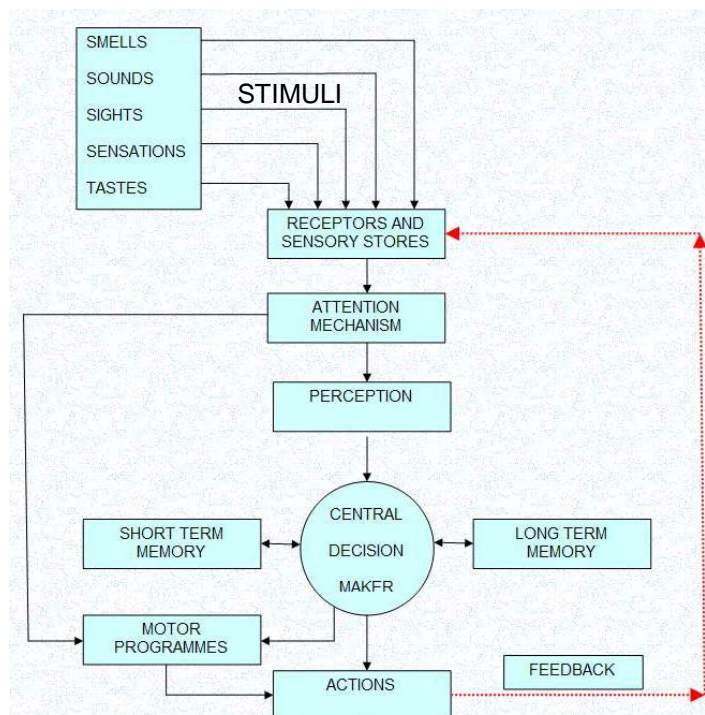 SMELLS
SOUNDS
STIMULI
SIGHTS
SENSATIONS
TASTES
RECEPTORS AND
SENSORY STORES
ATTENTION
MECHANISM
PERCEPTION
CENTRAL
DECISION
MAKER
SHORT TERM
MEMORY
LONG TERM
MEMORY
MOTOR
PROGRAMMES
ACTIONS
FEEDBACK